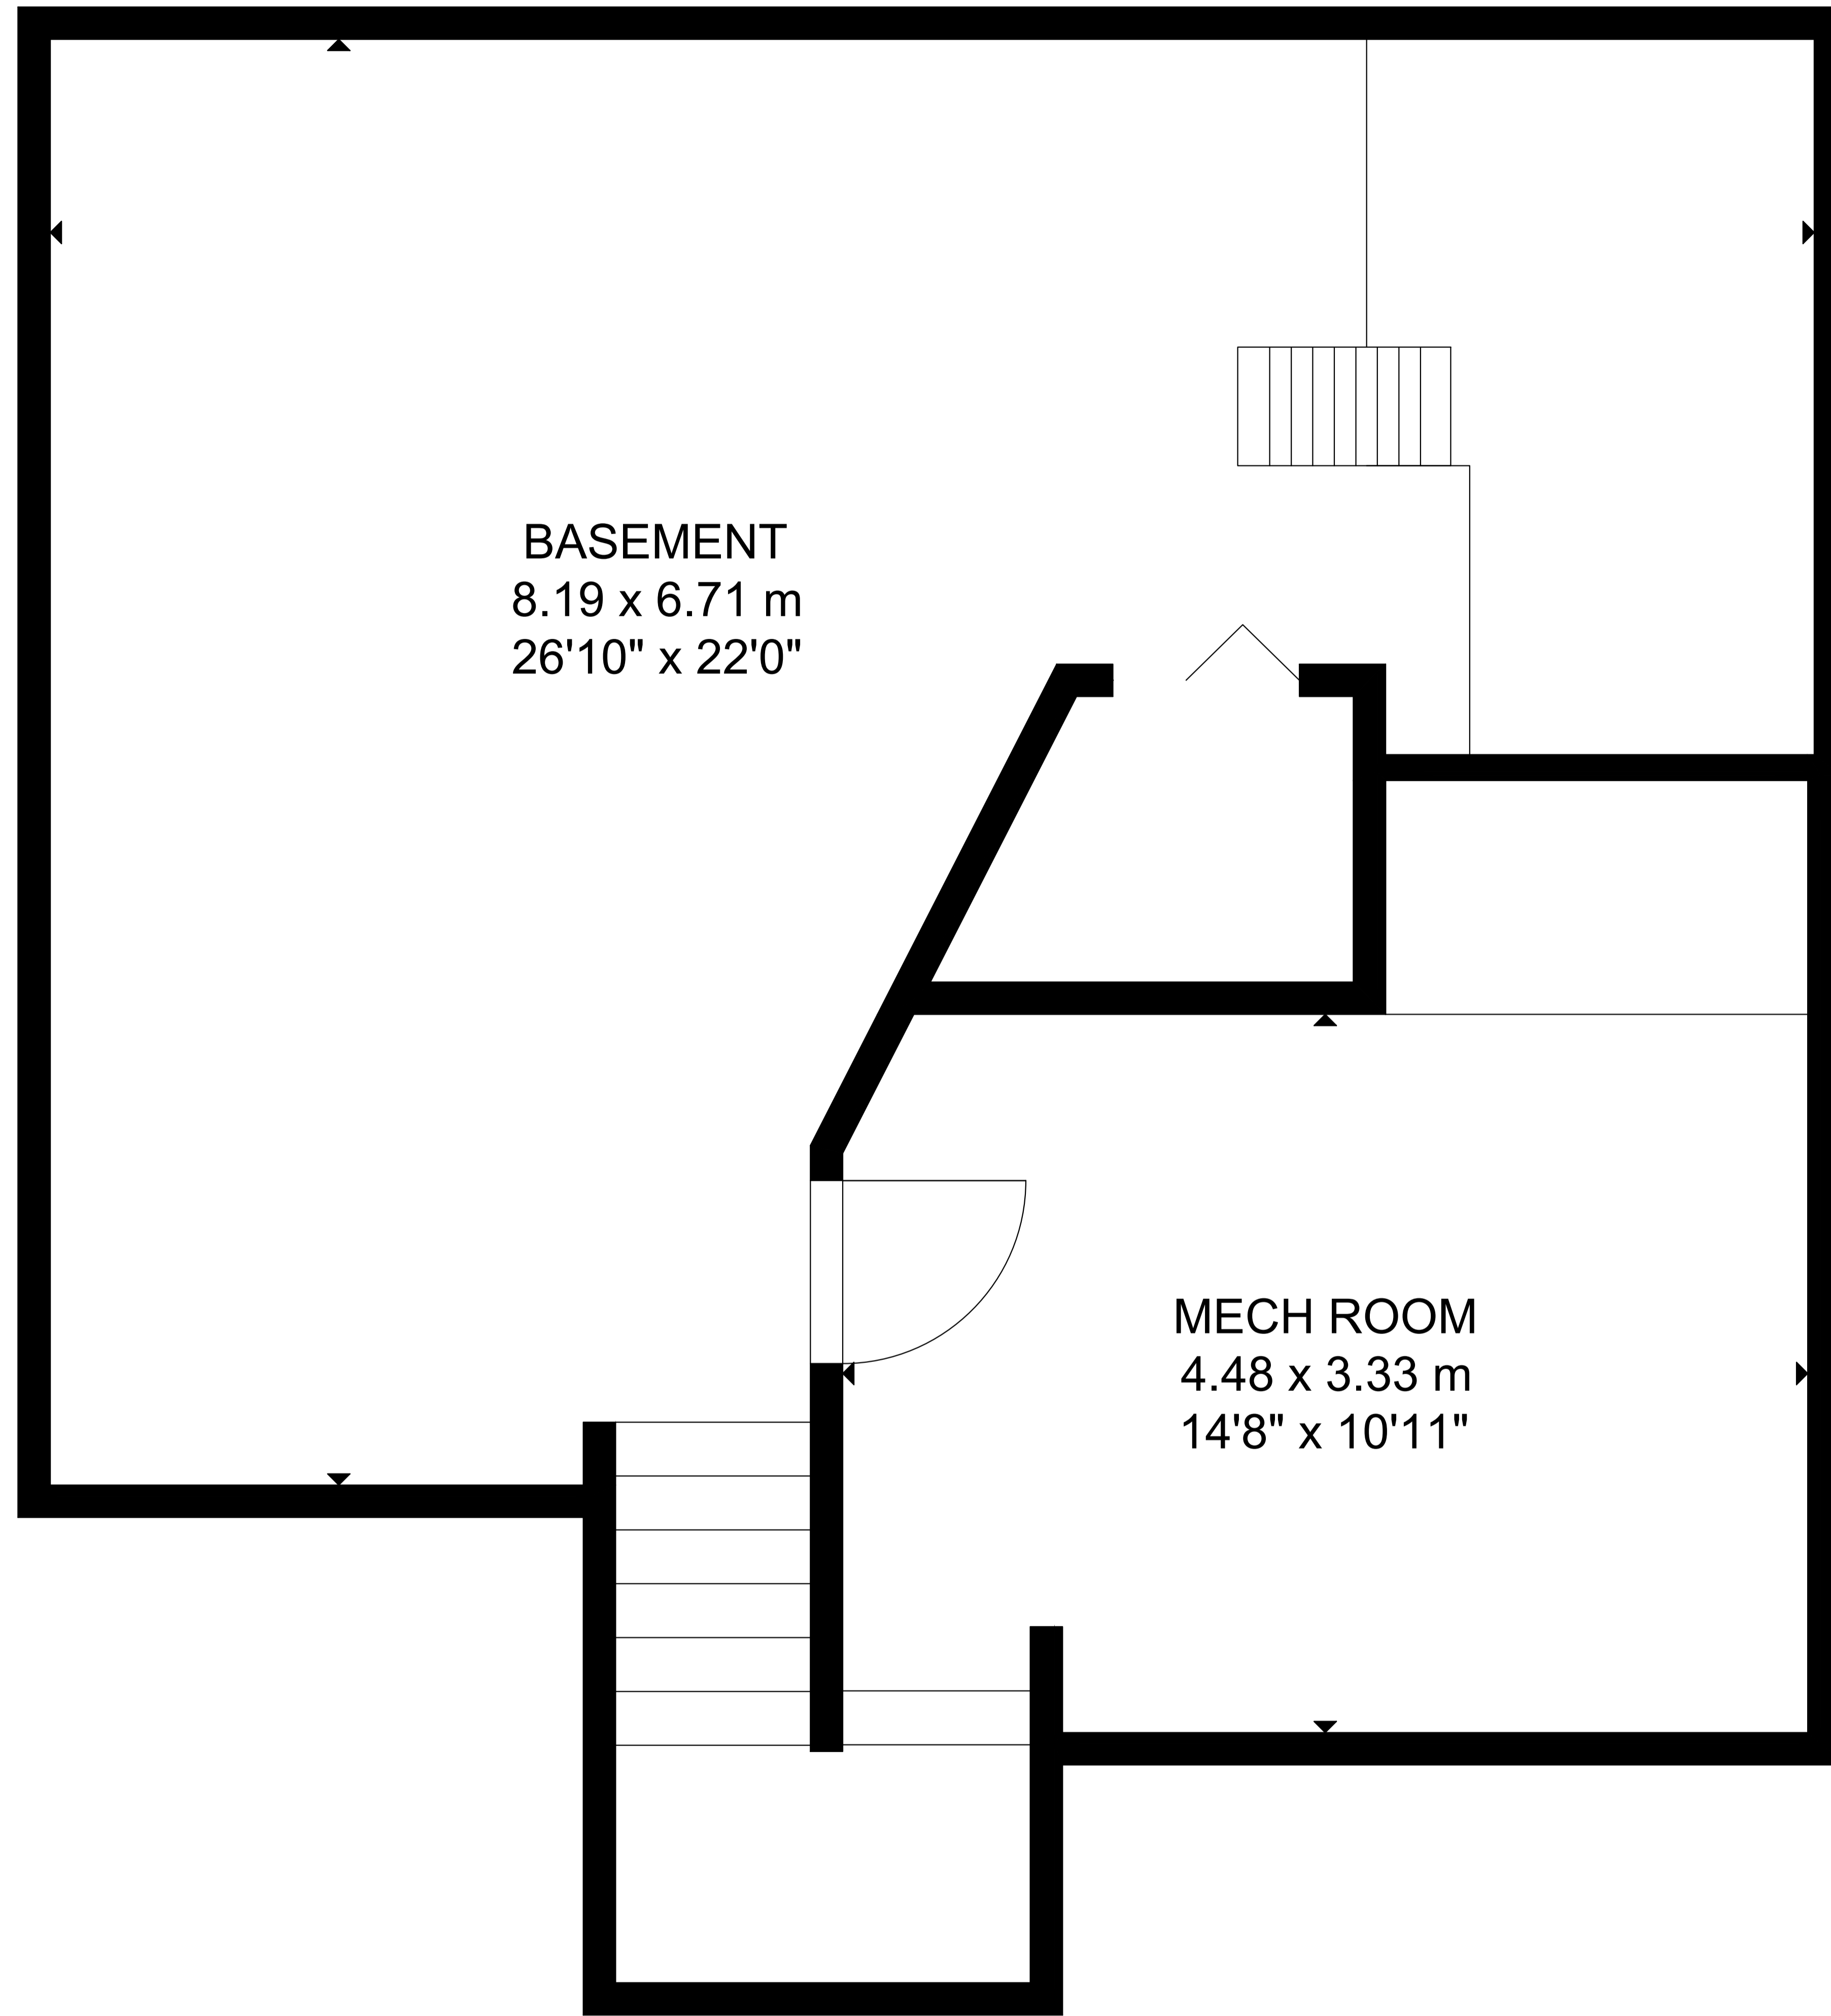 BASEMENT
8.19 x 6.71 m
26'10" x 22'0"
MECH ROOM
4.48 x 3.33 m
14'8" x 10'11"